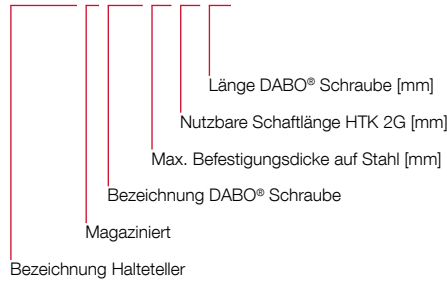 Länge DABO® Schraube [mm]
Nutzbare Schaftlänge HTK 2G [mm]
Max. Befestigungsdicke auf Stahl [mm]
Bezeichnung DABO® Schraube
Magaziniert
Bezeichnung Halteteller